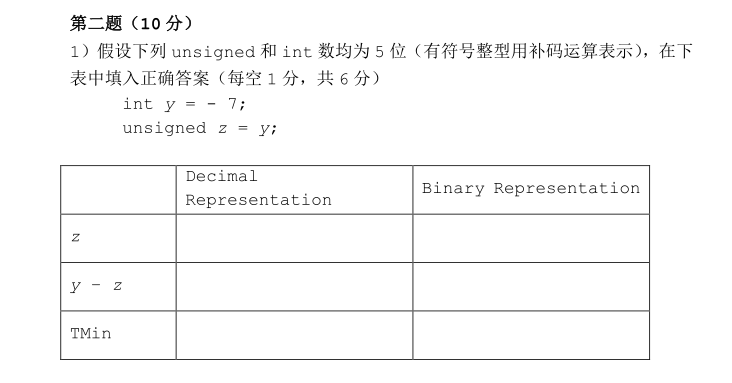 第二题（10 分）
1）假设下列 unsigned 和 int 数均为 5 位（有符号整型用补码运算表示），在下
表中填入正确答案（每空 1 分，共 6 分）
int y = - 7;
unsigned z = y;
Decimal
Representation
Binary Representation
z
y – z
TMin